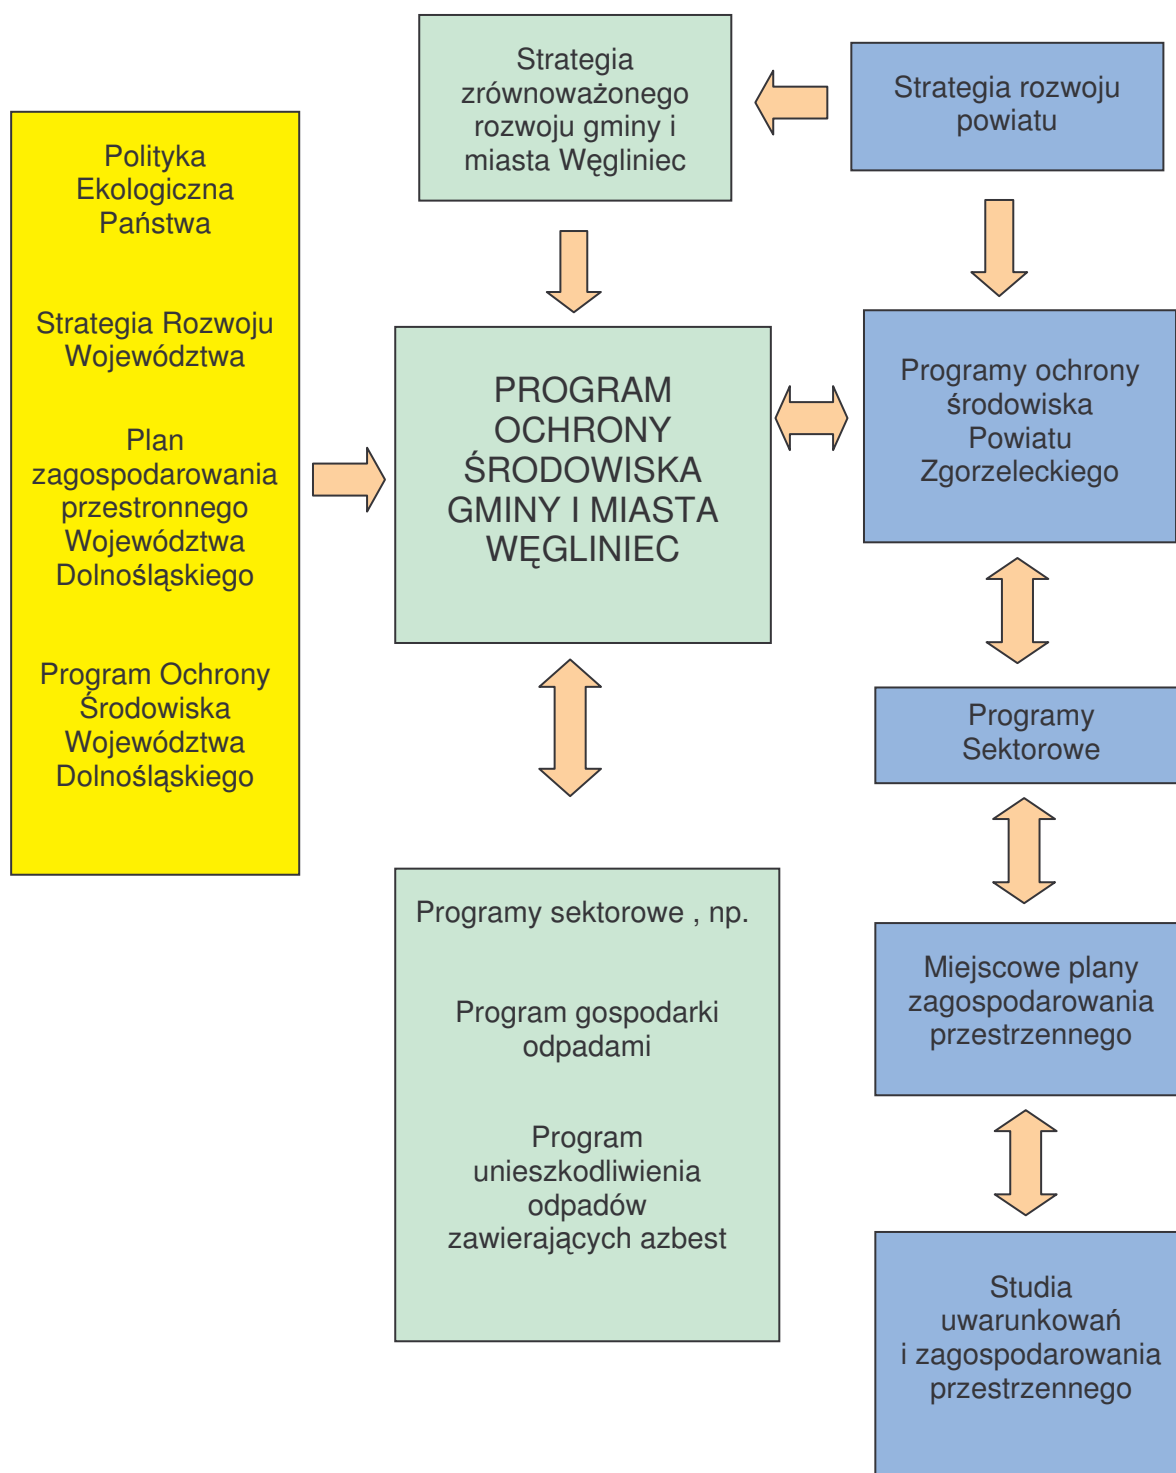 Polityka
Ekologiczna
Państwa
Strategia Rozwoju
Województwa
Plan
zagospodarowania
przestronnego
Województwa
Dolnośląskiego
Program Ochrony
Środowiska
Województwa
Dolnośląskiego
Strategia
zrównoważonego
rozwoju gminy i
miasta Węgliniec
PROGRAM
OCHRONY
ŚRODOWISKA
GMINY I MIASTA
WĘGLINIEC
Programy sektorowe , np.
Program gospodarki
odpadami
Program
unieszkodliwienia
odpadów
zawierających azbest
Strategia rozwoju
powiatu
Programy ochrony
środowiska
Powiatu
Zgorzeleckiego
Programy
Sektorowe
Miejscowe plany
zagospodarowania
przestrzennego
Studia
uwarunkowań
i zagospodarowania
przestrzennego